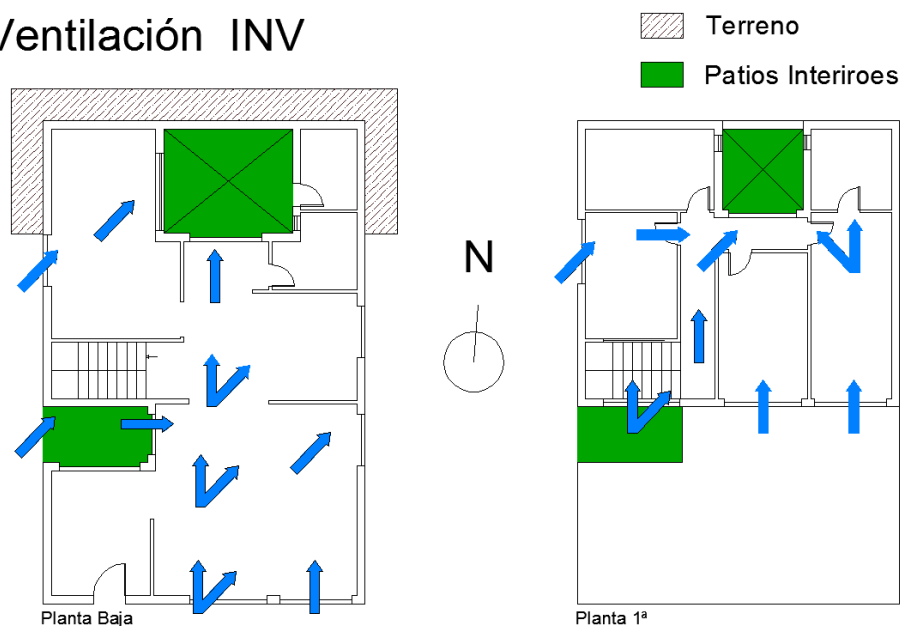 Ventilación INV
Terreno
Patios Interiroes
N
Planta Baja
Planta 1ª